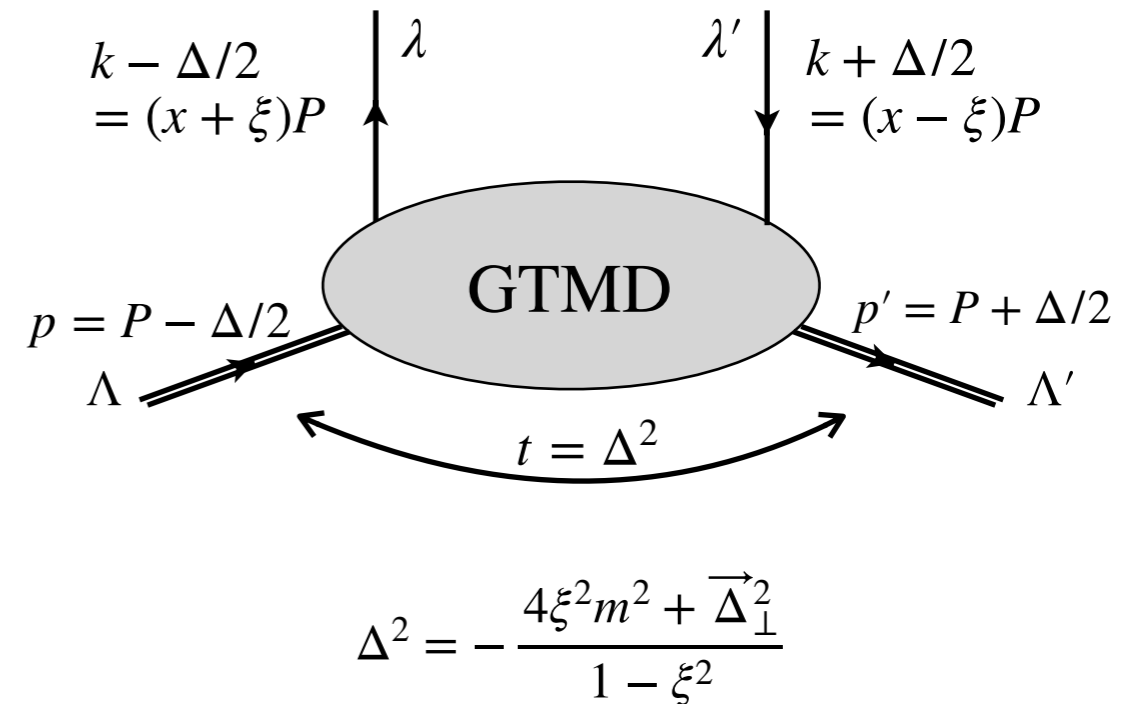 λ
λ′
k − Δ/2
= (x + ξ)P
k + Δ/2
= (x − ξ)P
GTMD
p = P − Δ/2
p′ = P + Δ/2
Λ
Λ′
t = Δ²
Δ² = − (4ξ²m² + Δ⃗⊥²) / (1 − ξ²)